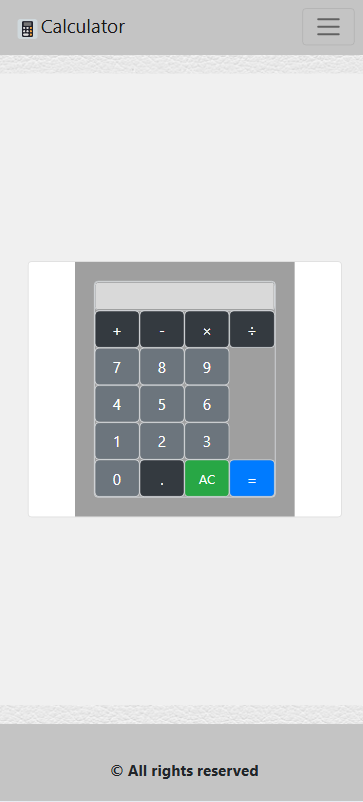 Calculator
+ - × ÷
7 8 9
4 5 6
1 2 3
0 . AC =
© All rights reserved